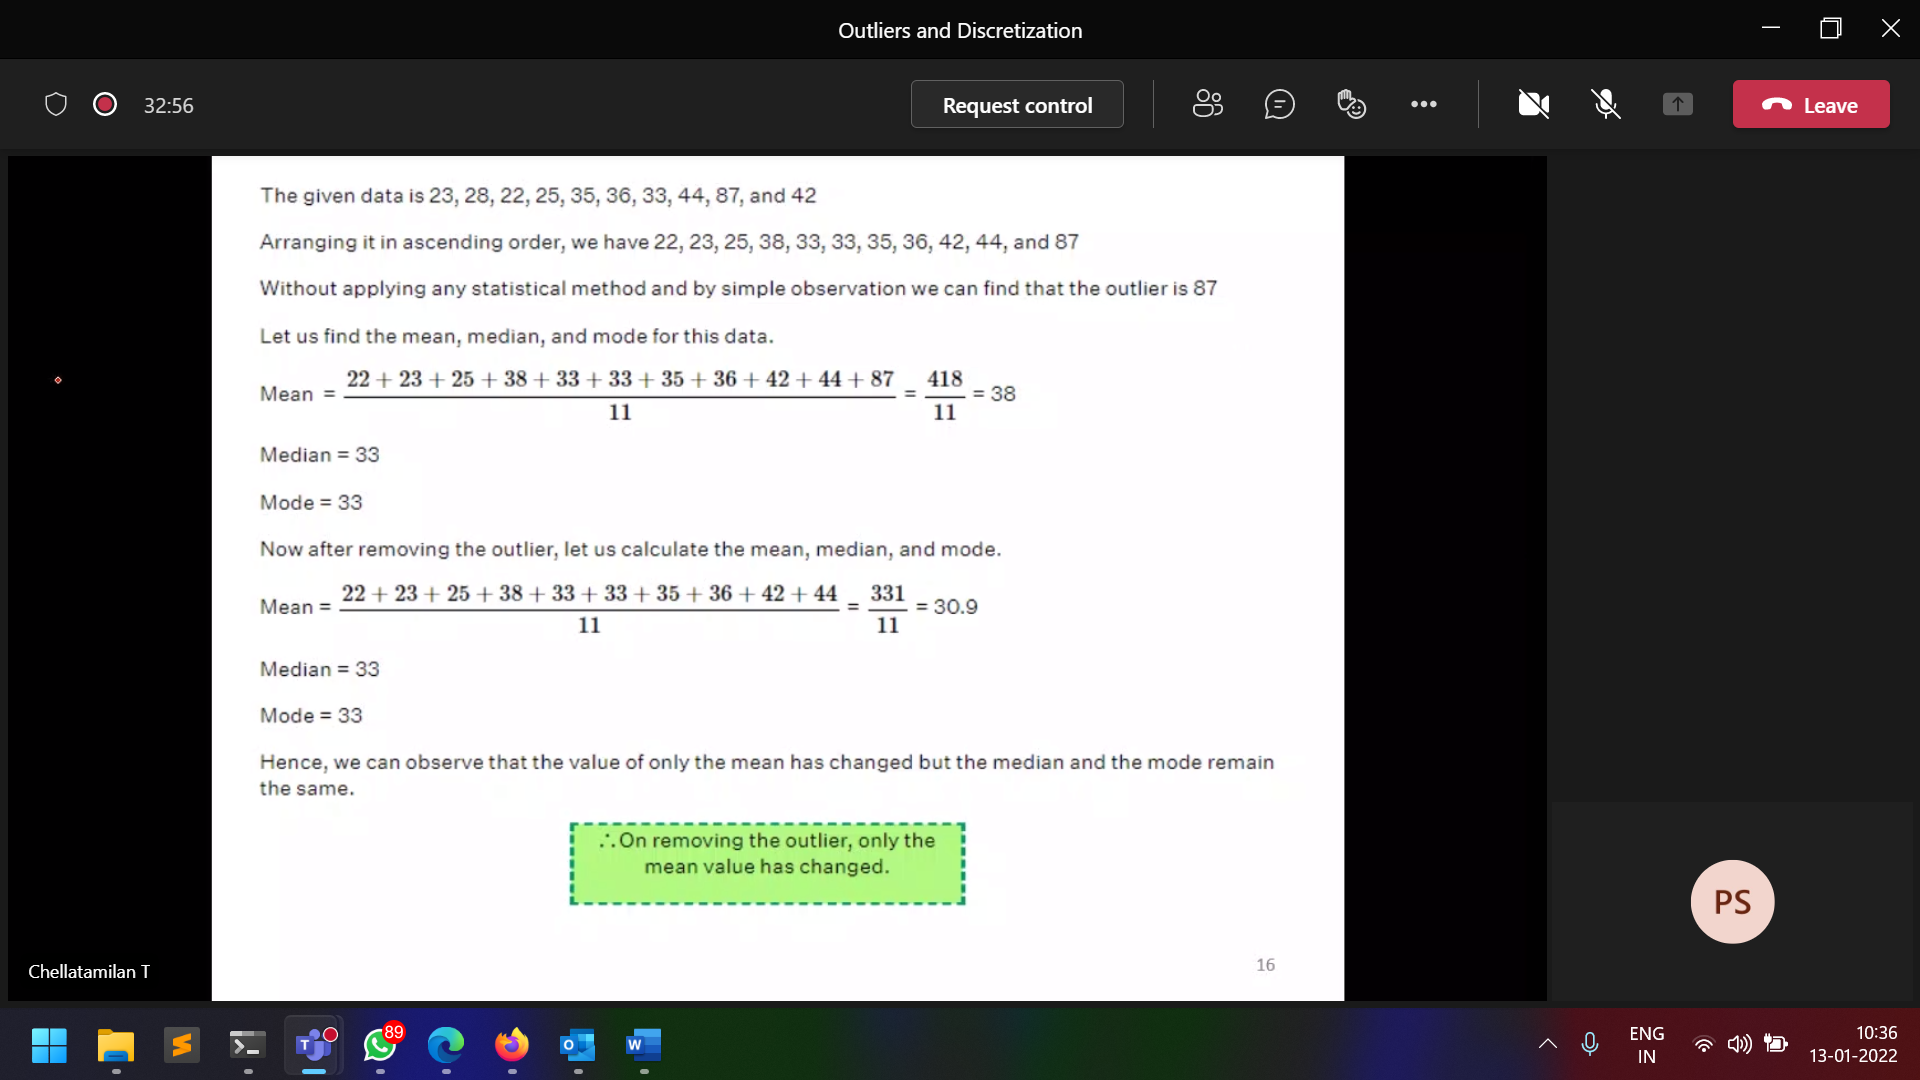 Outliers and Discretization
32:56
Request control
Leave
The given data is 23, 28, 22, 25, 35, 36, 33, 44, 87, and 42
Arranging it in ascending order, we have 22, 23, 25, 38, 33, 33, 35, 36, 42, 44, and 87
Without applying any statistical method and by simple observation we can find that the outlier is 87
Let us find the mean, median, and mode for this data.
Mean = (22 + 23 + 25 + 38 + 33 + 33 + 35 + 36 + 42 + 44 + 87)/11 = 418/11 = 38
Median = 33
Mode = 33
Now after removing the outlier, let us calculate the mean, median, and mode.
Mean = (22 + 23 + 25 + 38 + 33 + 33 + 35 + 36 + 42 + 44)/11 = 331/11 = 30.9
Median = 33
Mode = 33
Hence, we can observe that the value of only the mean has changed but the median and the mode remain
the same.
∴On removing the outlier, only the
mean value has changed.
16
Chellatamilan T
PS
89
ENG
IN
10:36
13-01-2022